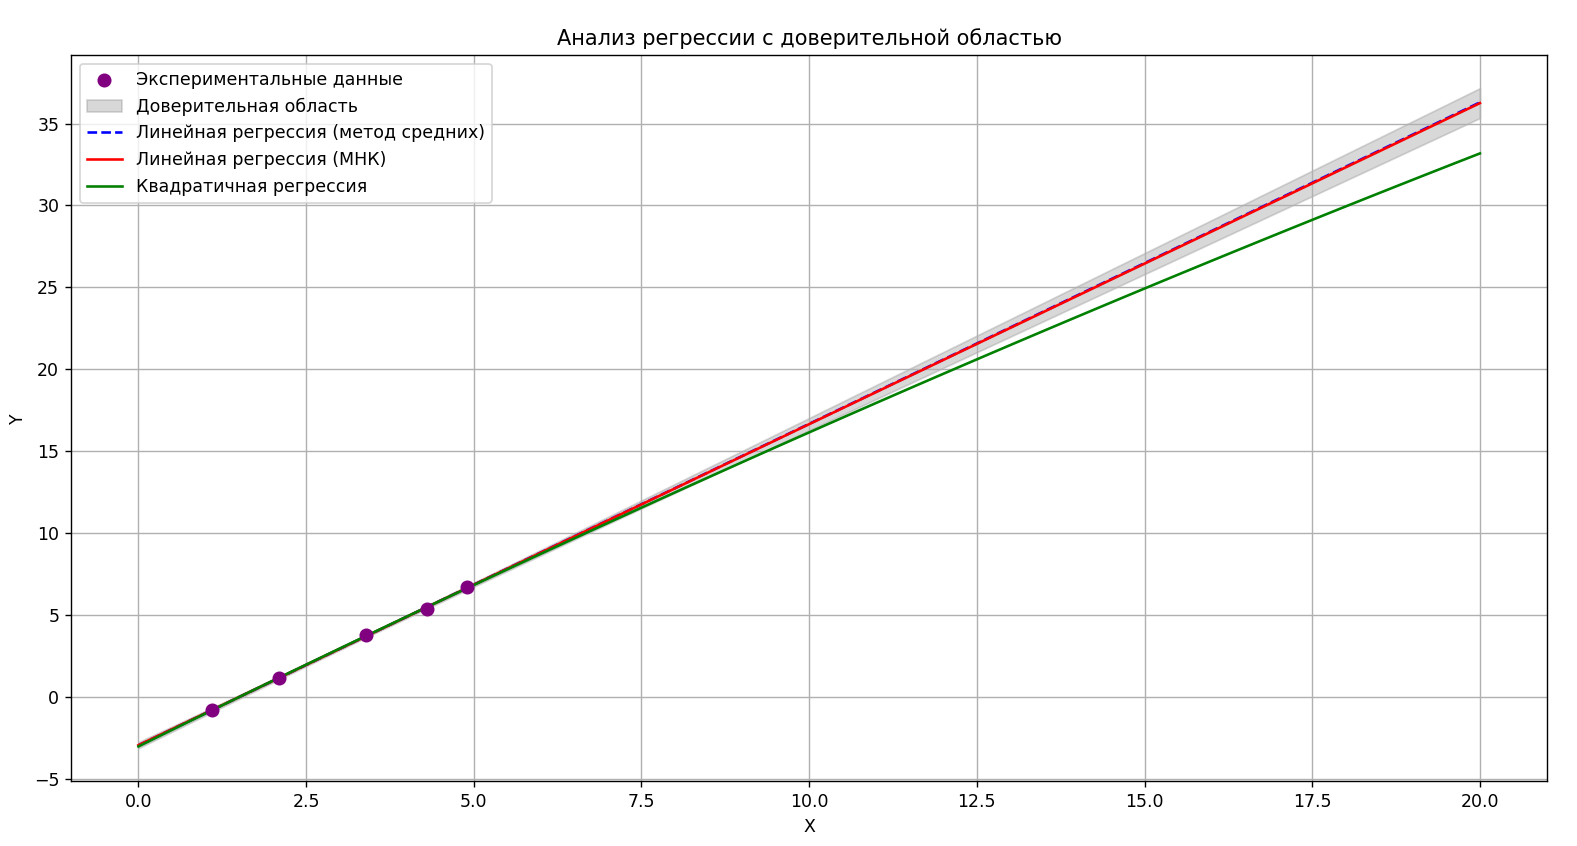 Анализ регрессии с доверительной областью
Экспериментальные данные
Доверительная область
Линейная регрессия (метод средних)
Линейная регрессия (МНК)
Квадратичная регрессия
35
30
25
20
15
10
5
0
−5
Y
0.0 2.5 5.0 7.5 10.0 12.5 15.0 17.5 20.0
X